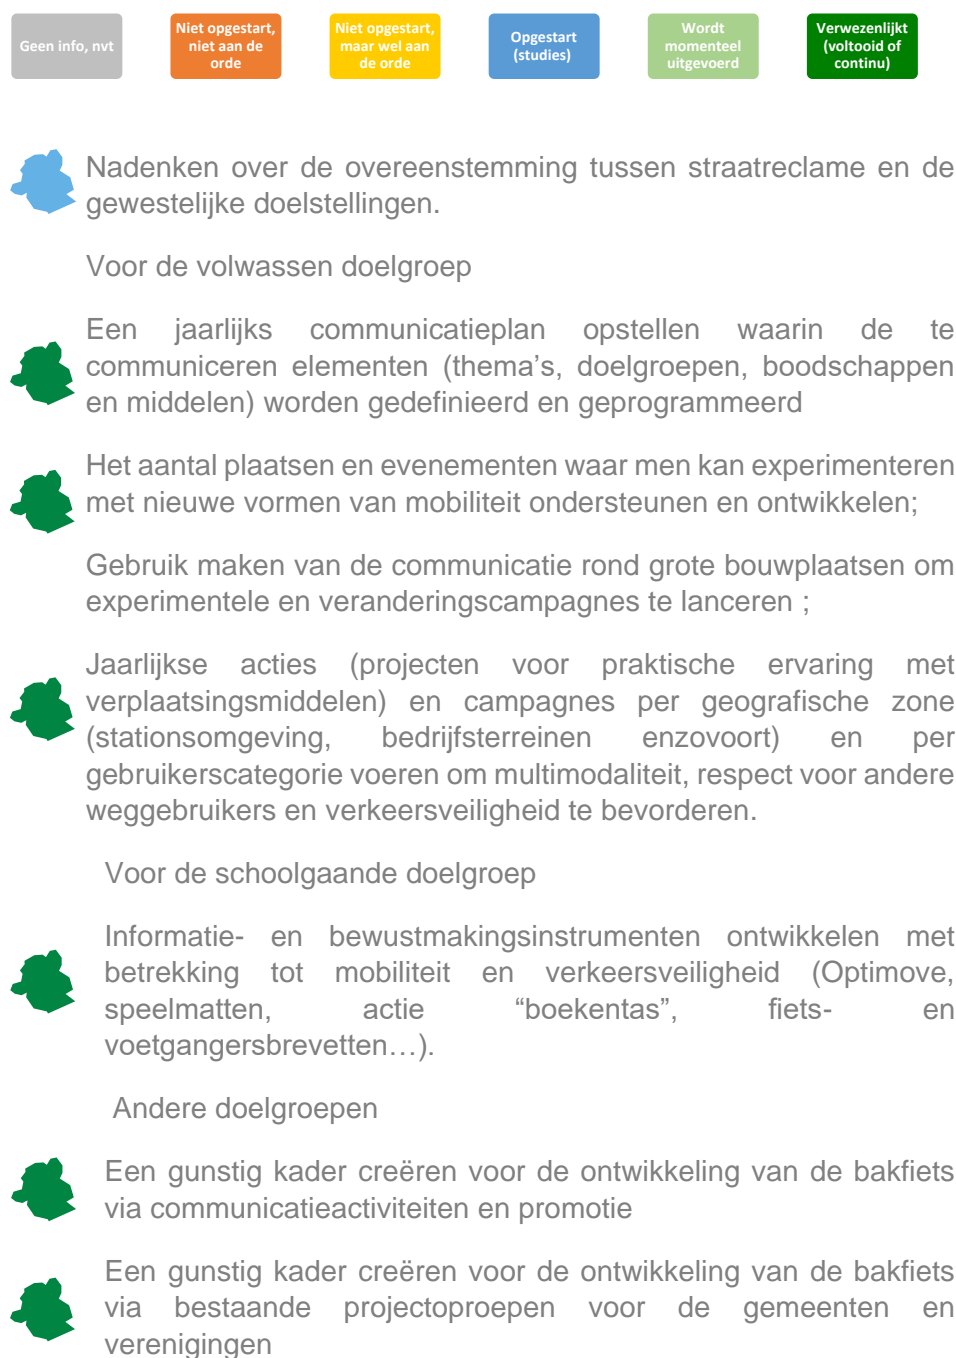 Geen info, nvt
Niet opgestart,
niet aan de
orde
Niet opgestart,
maar wel aan
de orde
Opgestart
(studies)
Wordt
momenteel
uitgevoerd
Verwezenlijkt
(voltooid of
continu)
Nadenken over de overeenstemming tussen straatreclame en de
gewestelijke doelstellingen.
Voor de volwassen doelgroep
Een jaarlijks communicatieplan opstellen waarin de te
communiceren elementen (thema’s, doelgroepen, boodschappen
en middelen) worden gedefinieerd en geprogrammeerd
Het aantal plaatsen en evenementen waar men kan experimenteren
met nieuwe vormen van mobiliteit ondersteunen en ontwikkelen;
Gebruik maken van de communicatie rond grote bouwplaatsen om
experimentele en veranderingscampagnes te lanceren ;
Jaarlijkse acties (projecten voor praktische ervaring met
verplaatsingsmiddelen) en campagnes per geografische zone
(stationsomgeving, bedrijfsterreinen enzovoort) en per
gebruikerscategorie voeren om multimodaliteit, respect voor andere
weggebruikers en verkeersveiligheid te bevorderen.
Voor de schoolgaande doelgroep
Informatie- en bewustmakingsinstrumenten ontwikkelen met
betrekking tot mobiliteit en verkeersveiligheid (Optimove,
speelmatten, actie “boekentas”, fiets- en
voetgangersbrevetten…).
Andere doelgroepen
Een gunstig kader creëren voor de ontwikkeling van de bakfiets
via communicatieactiviteiten en promotie
Een gunstig kader creëren voor de ontwikkeling van de bakfiets
via bestaande projectoproepen voor de gemeenten en
verenigingen